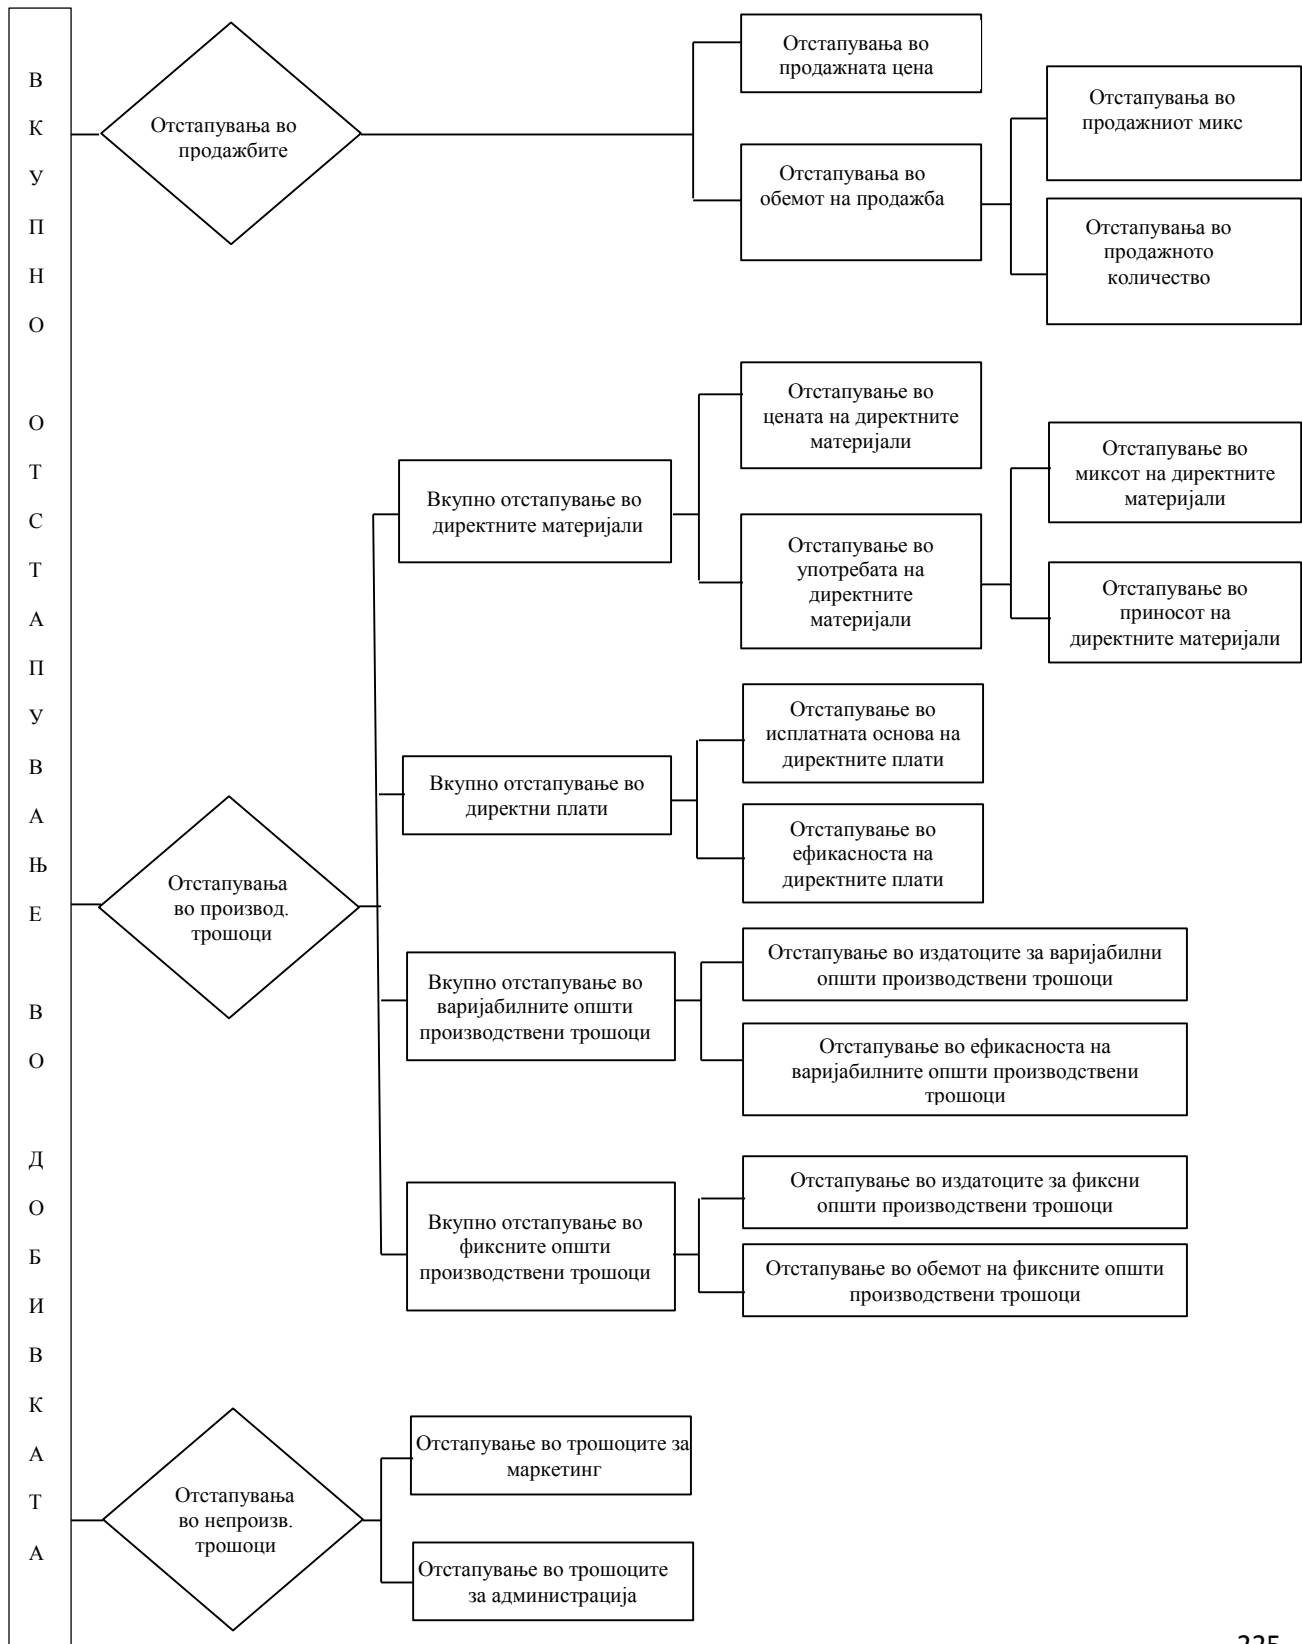 ВКУПНО ОТСТАПУВАЊЕ ВО ДОБИВКАТА
Отстапувања во
продажбите
Отстапувања во
продажната цена
Отстапувања во
обемот на продажба
Отстапувања во
продажниот микс
Отстапувања во
продажното
количество
Отстапувања
во производ.
трошоци
Вкупно отстапување во
директните материјали
Отстапување во
цената на директните
материјали
Отстапување во
употребата на
директните
материјали
Отстапување во
миксот на директните
материјали
Отстапување во
приносот на
директните материјали
Вкупно отстапување во
директни плати
Отстапување во
исплатната основа на
директните плати
Отстапување во
ефикасноста на
директните плати
Вкупно отстапување во
варијабилните општи
производствени трошоци
Отстапување во издатоците за варијабилни
општи производствени трошоци
Отстапување во ефикасноста на
варијабилните општи производствени
трошоци
Вкупно отстапување во
фиксните општи
производствени трошоци
Отстапување во издатоците за фиксни
општи производствени трошоци
Отстапување во обемот на фиксните општи
производствени трошоци
Отстапувања
во непроизв.
трошоци
Отстапување во трошоците за
маркетинг
Отстапување во трошоците
за администрација